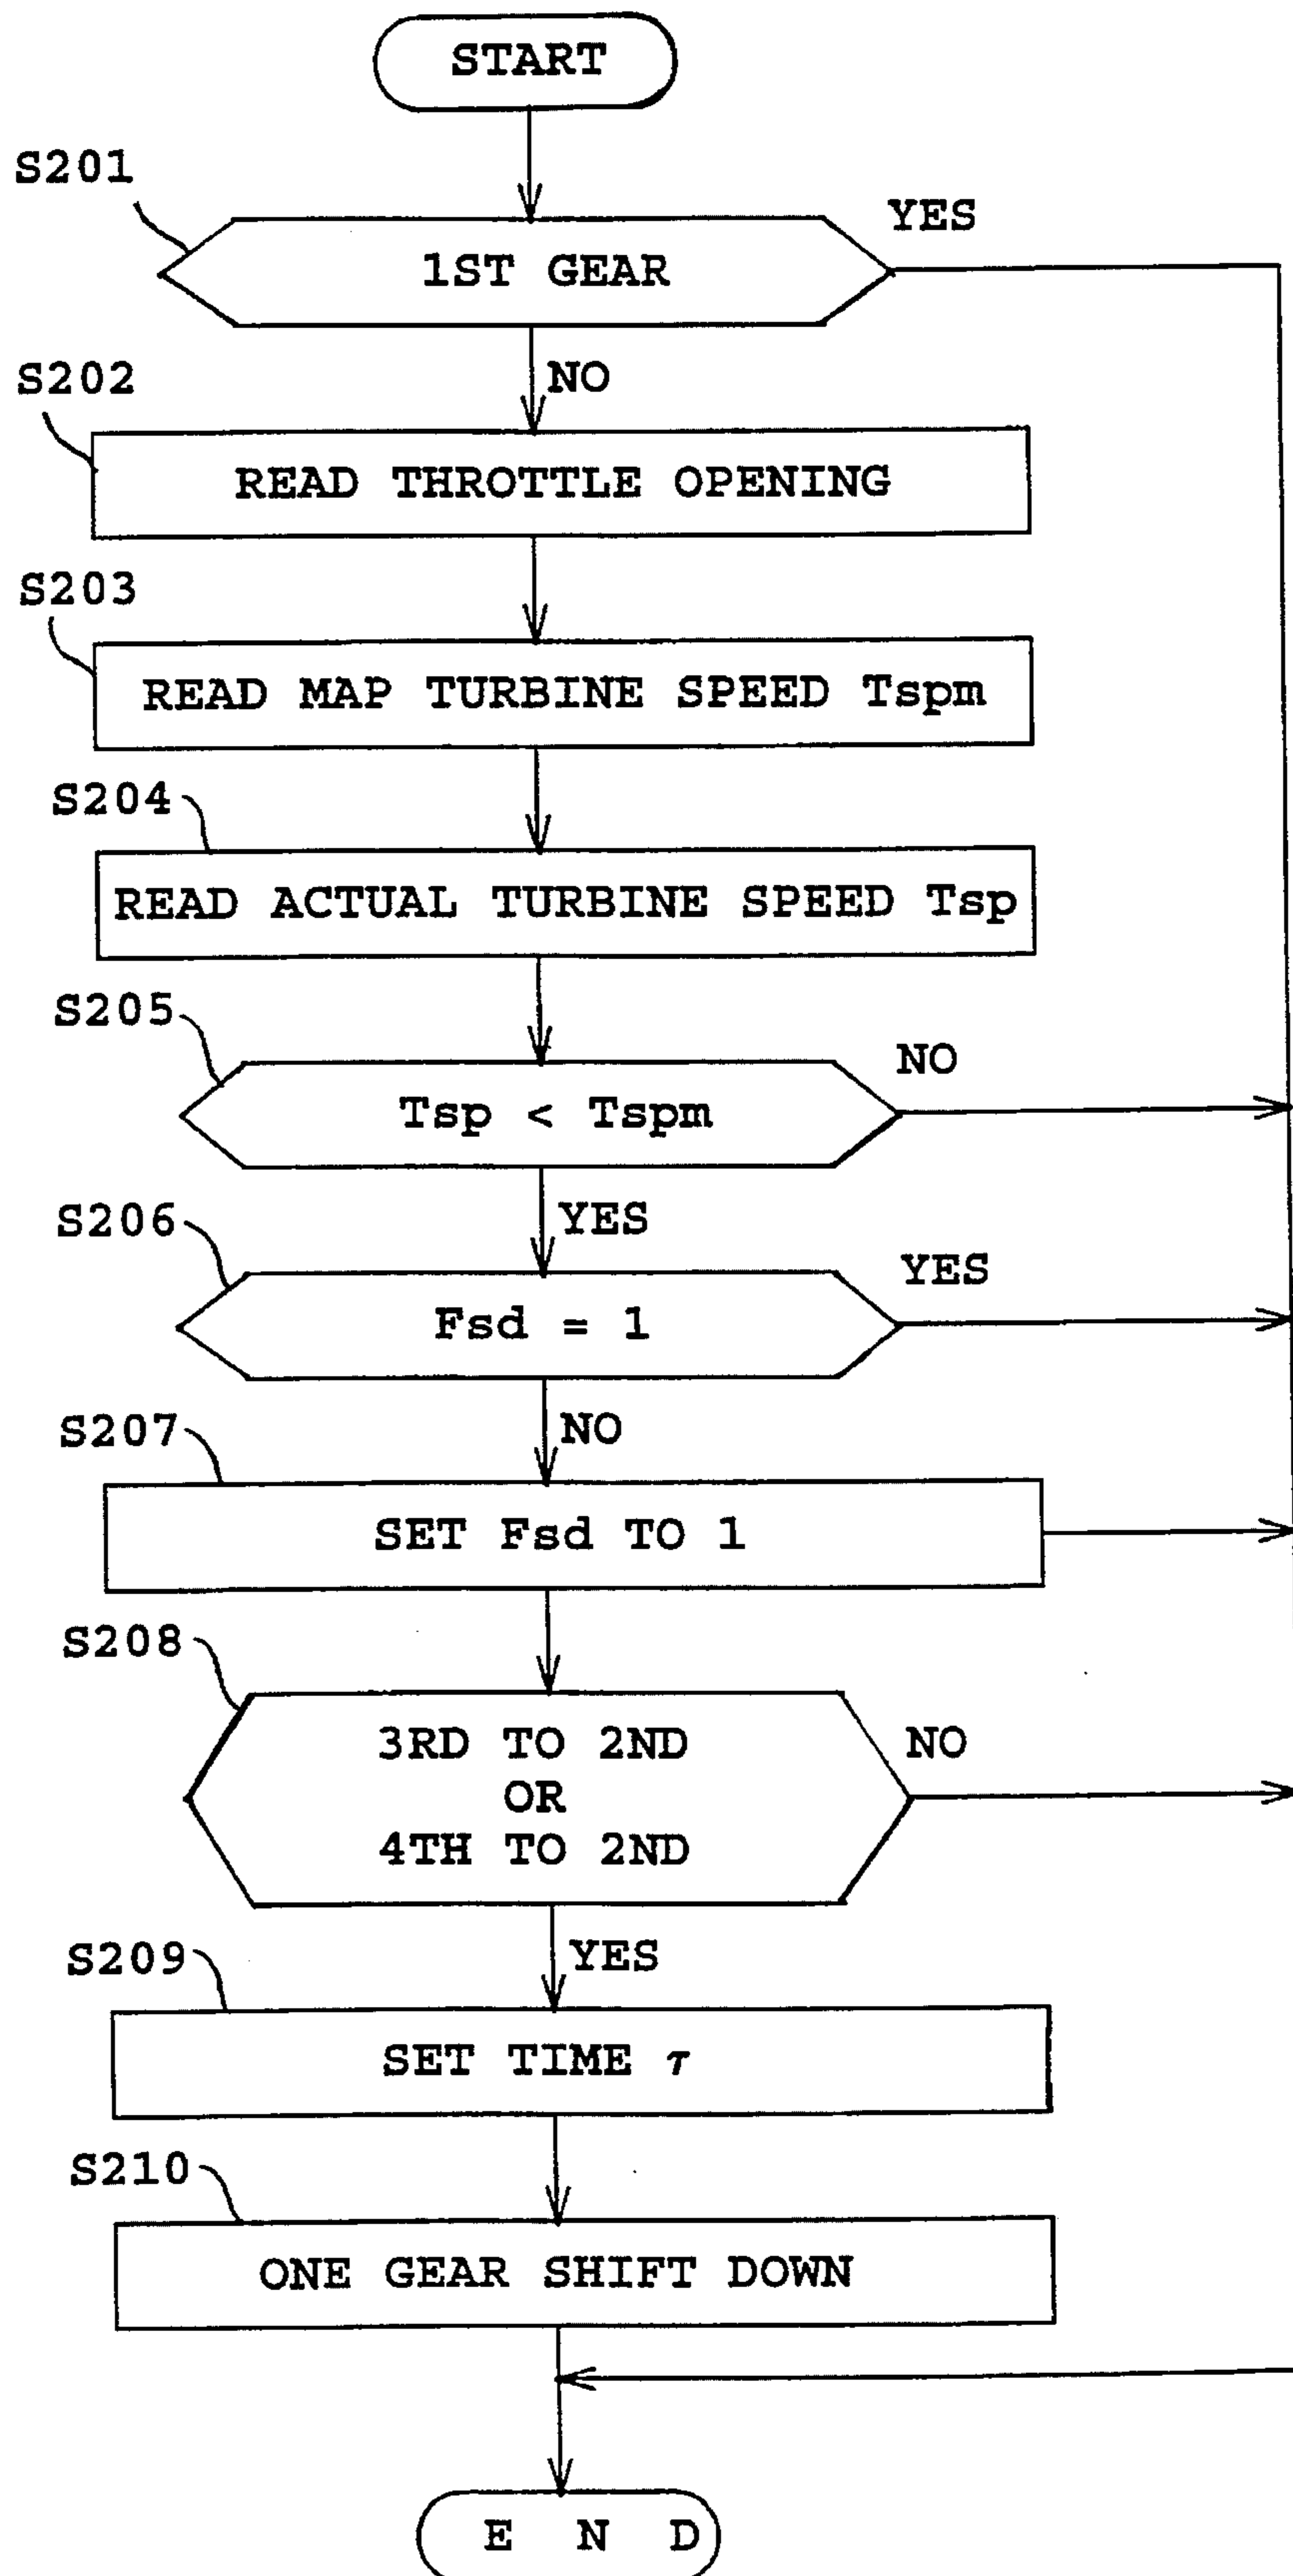 START
S201
YES
1ST GEAR
S202
NO
READ THROTTLE OPENING
S203
READ MAP TURBINE SPEED Tspm
S204
READ ACTUAL TURBINE SPEED Tsp
S205
NO
Tsp < Tspm
S206
YES
YES
Fsd = 1
S207
NO
SET Fsd TO 1
S208
3RD TO 2ND
OR
4TH TO 2ND
NO
S209
YES
SET TIME τ
S210
ONE GEAR SHIFT DOWN
E N D